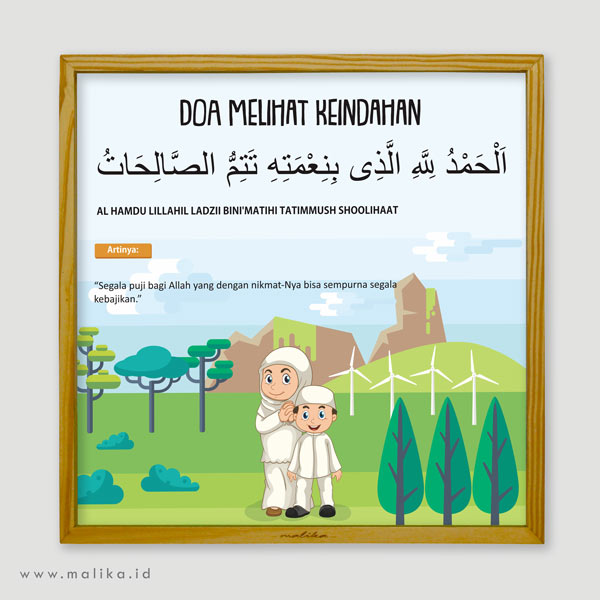 DOA MELIHAT KEINDAHAN
اَلْحَمْدُ لِلَّهِ الَّذِى بِنِعْمَتِهِ تَتِمُّ الصَّالِحَاتُ
AL HAMDU LILLAHIL LADZII BINI'MATIHI TATIMMUSH SHOOLIHAAT
Artinya:
“Segala puji bagi Allah yang dengan nikmat-Nya bisa sempurna segala
kebajikan.”
malika
www.malika.id